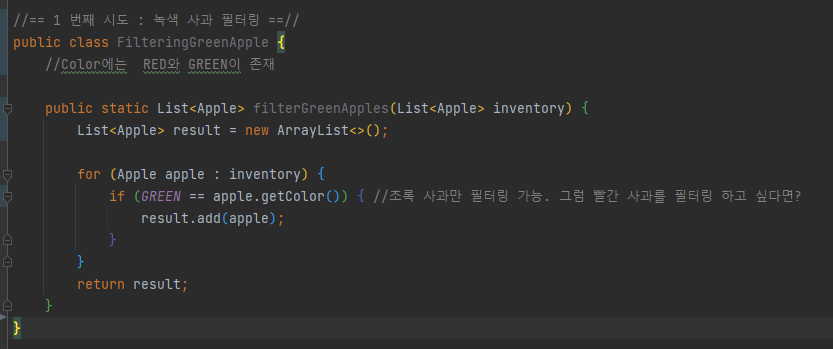 //== 1 번째 시도 : 녹색 사과 필터링 ==//
public class FilteringGreenApple {
//Color에는 RED와 GREEN이 존재
public static List<Apple> filterGreenApples(List<Apple> inventory) {
List<Apple> result = new ArrayList<>();
for (Apple apple : inventory) {
if (GREEN == apple.getColor()) { //초록 사과만 필터링 가능. 그럼 빨간 사과를 필터링 하고 싶다면?
result.add(apple);
}
}
return result;
}
}